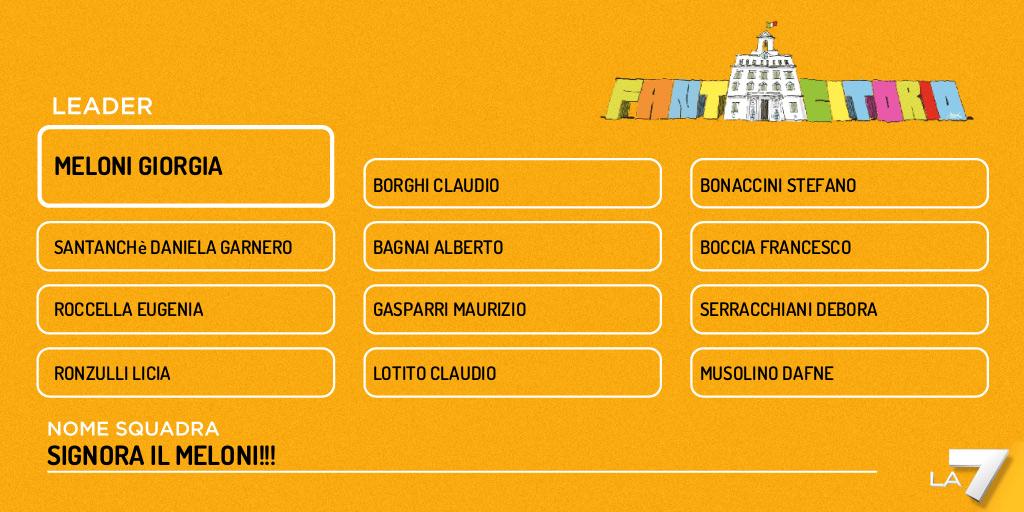 FANTACITORIO
LEADER
MELONI GIORGIA
SANTANCHè DANIELA GARNERO
ROCCELLA EUGENIA
RONZULLI LICIA
BORGHI CLAUDIO
BAGNAI ALBERTO
GASPARRI MAURIZIO
LOTITO CLAUDIO
BONACCINI STEFANO
BOCCIA FRANCESCO
SERRACCHIANI DEBORA
MUSOLINO DAFNE
NOME SQUADRA
SIGNORA IL MELONI!!!
LA7